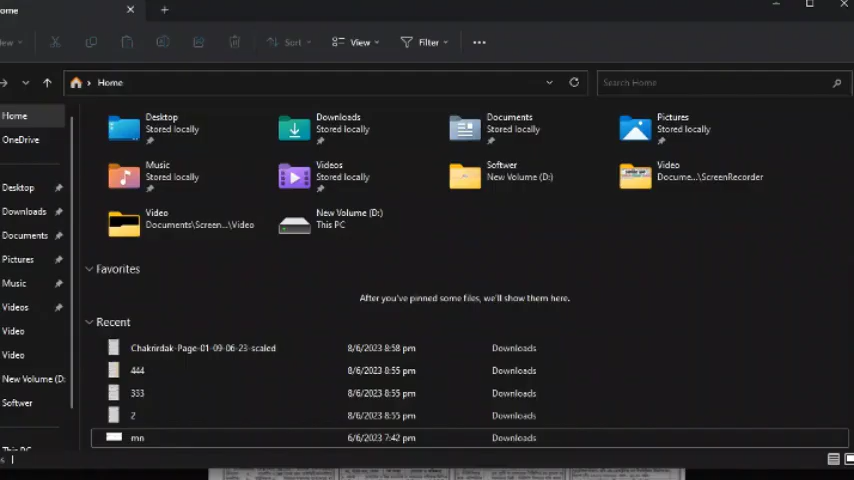 ome
ew
Sort
View
Filter
Home
Search Home
Home
OneDrive
Desktop
Downloads
Documents
Pictures
Music
Videos
Video
Video
New Volume (D:
Softwer
This PC
Desktop
Stored locally
Downloads
Stored locally
Documents
Stored locally
Pictures
Stored locally
Music
Stored locally
Videos
Stored locally
Softwer
New Volume (D:)
Video
Docume...\ScreenRecorder
Video
Documents\Screen...\Video
New Volume (D:)
This PC
Favorites
After you've pinned some files, we'll show them here.
Recent
Chakrirdak-Page-01-09-06-23-scaled 8/6/2023 8:58 pm Downloads
444 8/6/2023 8:55 pm Downloads
333 8/6/2023 8:55 pm Downloads
2 8/6/2023 8:55 pm Downloads
mn 6/6/2023 7:42 pm Downloads